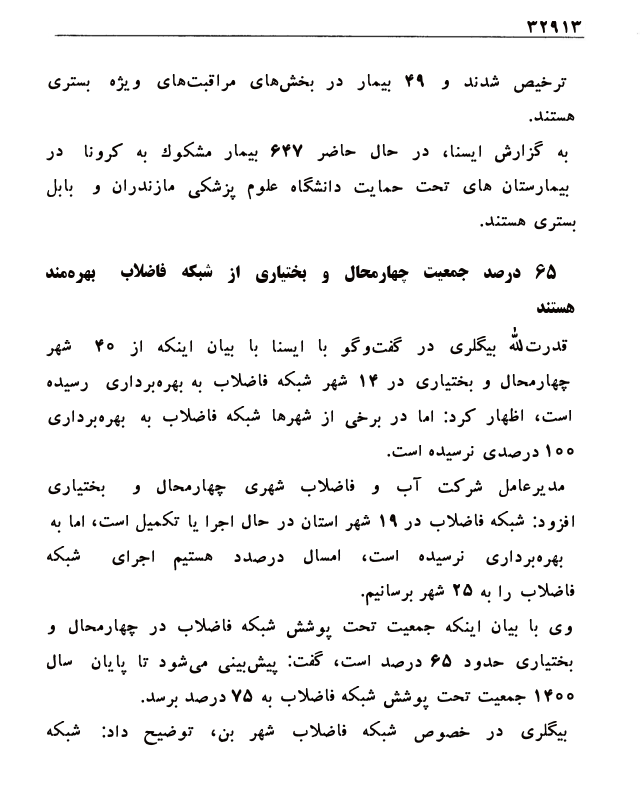 ۳۲۹۱۳
ترخیص شدند و ۴۹ بیمار در بخش‌های مراقبت‌های ویژه بستری
هستند.
به گزارش ایسنا، در حال حاضر ۶۴۷ بیمار مشکوك به کرونا در
بیمارستان های تحت حمایت دانشگاه علوم پزشکی مازندران و بابل
بستری هستند.
۶۵ درصد جمعیت چهارمحال و بختیاری از شبکه فاضلاب بهره‌مند
هستند
قدرت‌الله بیگلری در گفت‌وگو با ایسنا با بیان اینکه از ۴۰ شهر
چهارمحال و بختیاری در ۱۴ شهر شبکه فاضلاب به بهره‌برداری رسیده
است، اظهار کرد: اما در برخی از شهرها شبکه فاضلاب به بهره‌برداری
۱۰۰ درصدی نرسیده است.
مدیرعامل شرکت آب و فاضلاب شهری چهارمحال و بختیاری
افزود: شبکه فاضلاب در ۱۹ شهر استان در حال اجرا یا تکمیل است، اما به
بهره‌برداری نرسیده است، امسال درصدد هستیم اجرای شبکه
فاضلاب را به ۲۵ شهر برسانیم.
وی با بیان اینکه جمعیت تحت پوشش شبکه فاضلاب در چهارمحال و
بختیاری حدود ۶۵ درصد است، گفت: پیش‌بینی می‌شود تا پایان سال
۱۴۰۰ جمعیت تحت پوشش شبکه فاضلاب به ۷۵ درصد برسد.
بیگلری در خصوص شبکه فاضلاب شهر بن، توضیح داد: شبکه